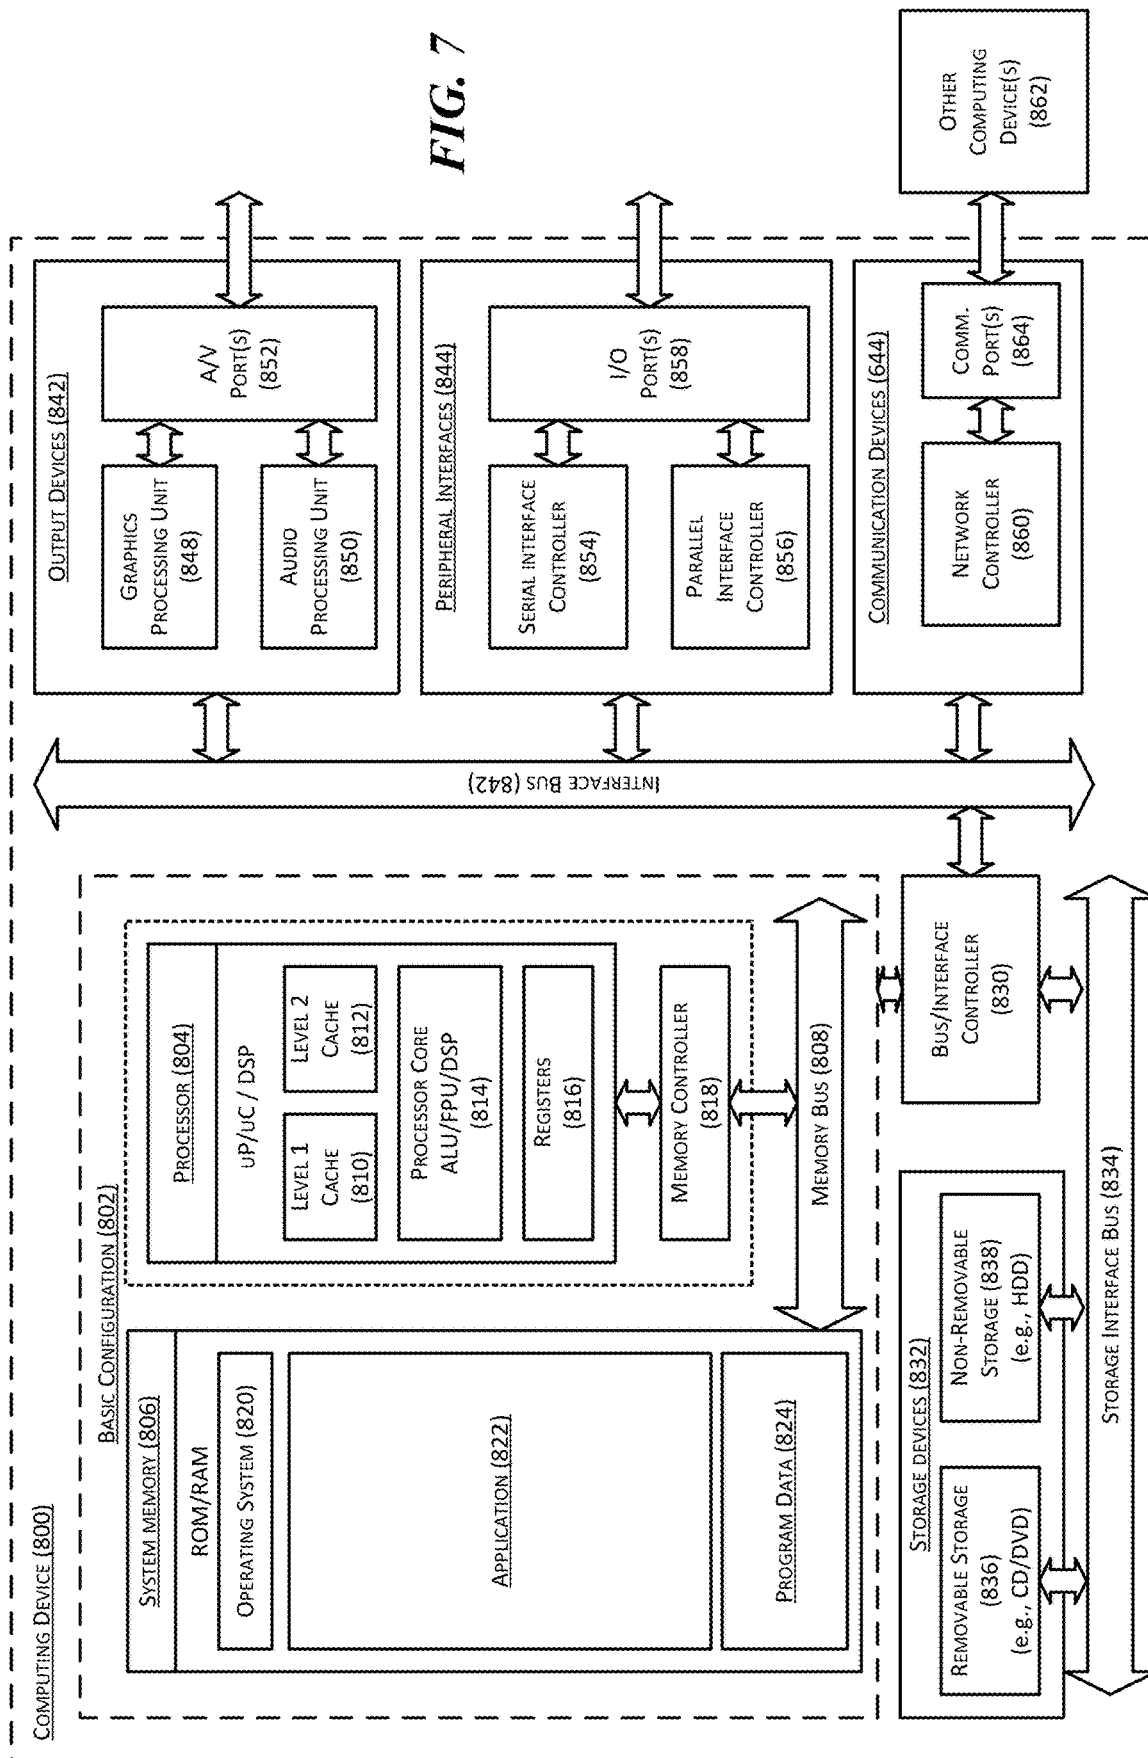 COMPUTING DEVICE (800)
BASIC CONFIGURATION (802)
SYSTEM MEMORY (806)
ROM/RAM
OPERATING SYSTEM (820)
APPLICATION (822)
PROGRAM DATA (824)
PROCESSOR (804)
uP/uC / DSP
LEVEL 1
CACHE
(810)
LEVEL 2
CACHE
(812)
PROCESSOR CORE
ALU/FPU/DSP
(814)
REGISTERS
(816)
MEMORY CONTROLLER
(818)
MEMORY BUS (808)
STORAGE DEVICES (832)
REMOVABLE STORAGE
(836)
(e.g., CD/DVD)
NON-REMOVABLE
STORAGE (838)
(e.g., HDD)
BUS/INTERFACE
CONTROLLER
(830)
STORAGE INTERFACE BUS (834)
INTERFACE BUS (842)
OUTPUT DEVICES (842)
GRAPHICS
PROCESSING UNIT
(848)
AUDIO
PROCESSING UNIT
(850)
A/V
PORT(S)
(852)
PERIPHERAL INTERFACES (844)
SERIAL INTERFACE
CONTROLLER
(854)
PARALLEL
INTERFACE
CONTROLLER
(856)
I/O
PORT(S)
(858)
COMMUNICATION DEVICES (644)
NETWORK
CONTROLLER
(860)
COMM.
PORT(S)
(864)
OTHER
COMPUTING
DEVICE(S)
(862)
FIG. 7